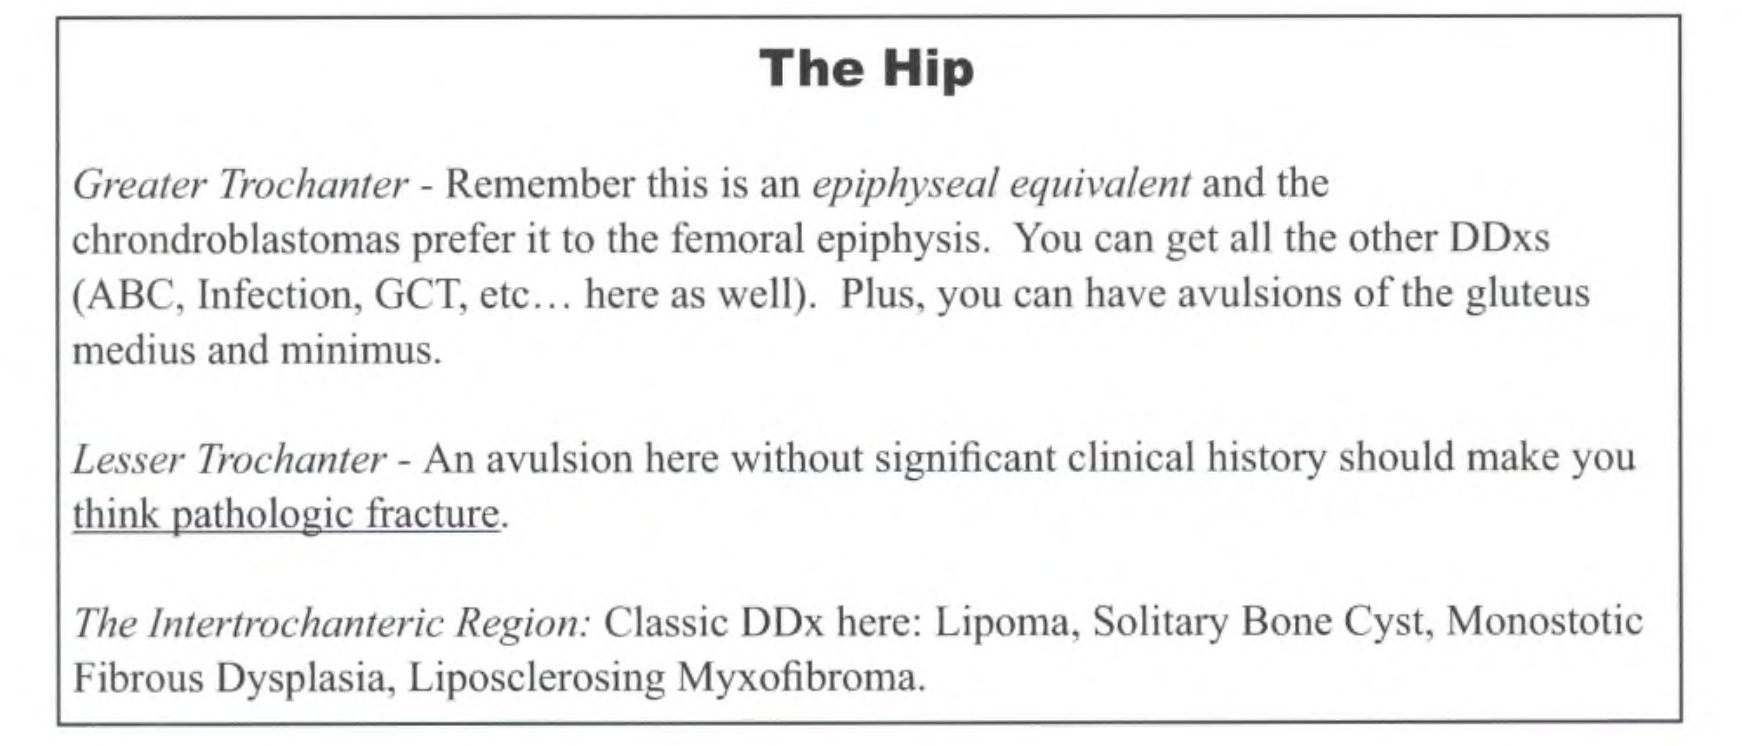 The Hip
Greater Trochanter - Remember this is an epiphyseal equivalent and the
chrondroblastomas prefer it to the femoral epiphysis. You can get all the other DDxs
(ABC, Infection, GCT, etc... here as well). Plus, you can have avulsions of the gluteus
medius and minimus.
Lesser Trochanter - An avulsion here without significant clinical history should make you
think pathologic fracture.
The Intertrochanteric Region: Classic DDx here: Lipoma, Solitary Bone Cyst, Monostotic
Fibrous Dysplasia, Liposclerosing Myxofibroma.